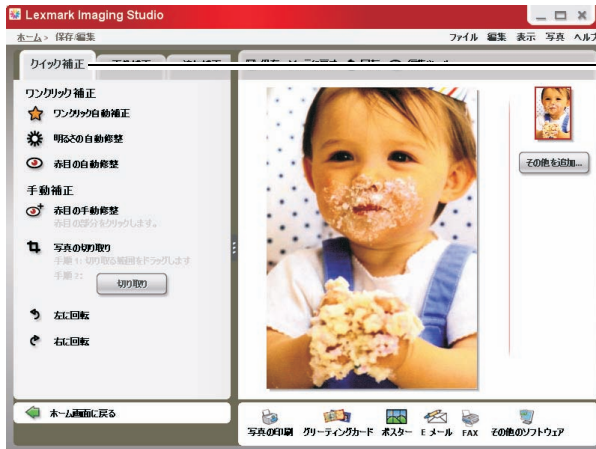 Lexmark Imaging Studio
ホーム> 保存/編集
ファイル 編集 表示 写真 ヘルプ
クイック補正
ワンクリック補正
ワンクリック自動補正
明るさの自動修整
赤目の自動修整
手動補正
赤目の手動修整
赤目の部分をクリックします。
写真の切り取り
手順 1: 切り取る範囲をドラッグします
手順 2:
切り取り
左に回転
右に回転
その他を追加...
ホーム画面に戻る
写真の印刷 グリーティングカード ポスター E メール FAX その他のソフトウェア